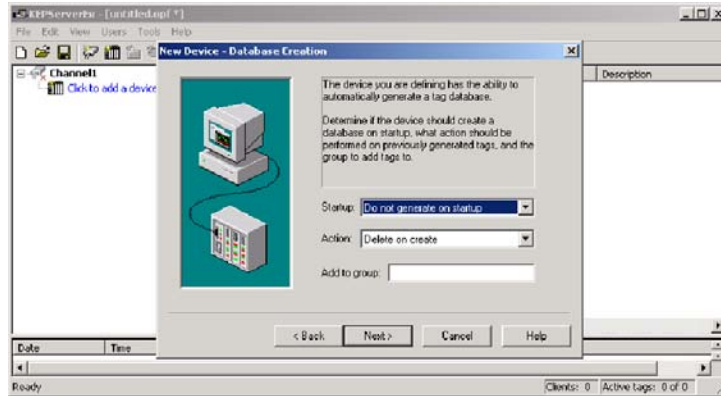 KEPServerEx - [untitled.opf *]
File Edit View Users Tools Help
New Device - Database Creation
Channel1
Click to add a device
Description
The device you are defining has the ability to
automatically generate a tag database.
Determine if the device should create a
database on startup, what action should be
performed on previously generated tags, and the
group to add tags to.
Startup: Do not generate on startup
Action: Delete on create
Add to group:
< Back Next > Cancel Help
Date Time
Ready Clients: 0 Active tags: 0 of 0